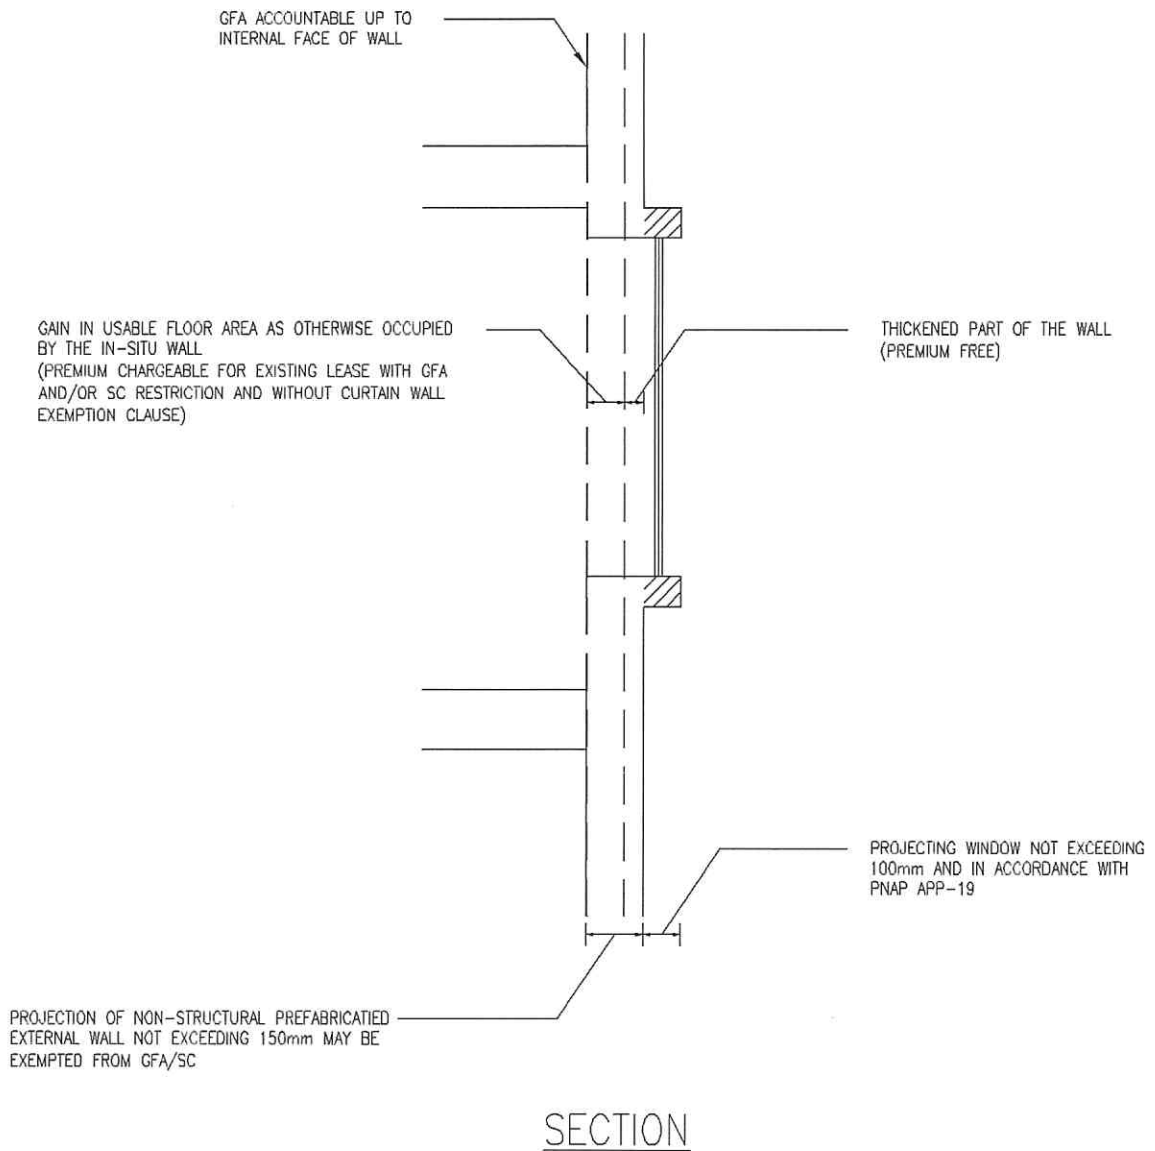 GFA ACCOUNTABLE UP TO
INTERNAL FACE OF WALL
GAIN IN USABLE FLOOR AREA AS OTHERWISE OCCUPIED
BY THE IN-SITU WALL
(PREMIUM CHARGEABLE FOR EXISTING LEASE WITH GFA
AND/OR SC RESTRICTION AND WITHOUT CURTAIN WALL
EXEMPTION CLAUSE)
THICKENED PART OF THE WALL
(PREMIUM FREE)
PROJECTING WINDOW NOT EXCEEDING
100mm AND IN ACCORDANCE WITH
PNAP APP-19
PROJECTION OF NON-STRUCTURAL PREFABRICATIED
EXTERNAL WALL NOT EXCEEDING 150mm MAY BE
EXEMPTED FROM GFA/SC
SECTION